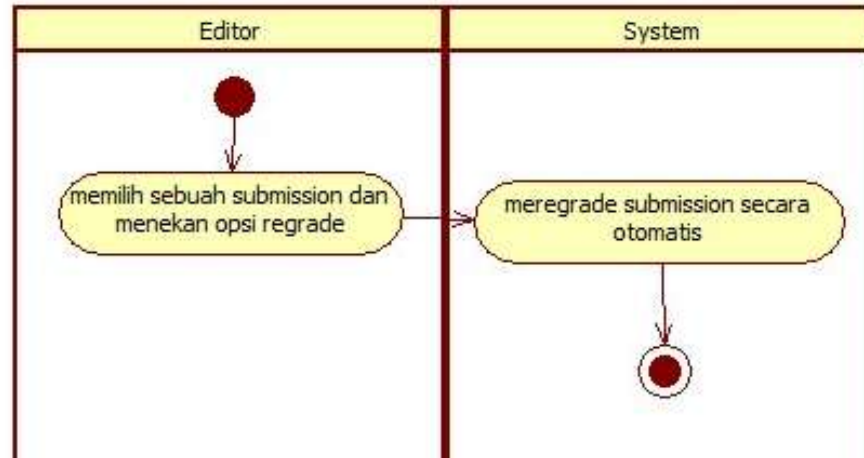 Editor
System
memilih sebuah submission dan
menekan opsi regrade
meregrade submission secara
otomatis